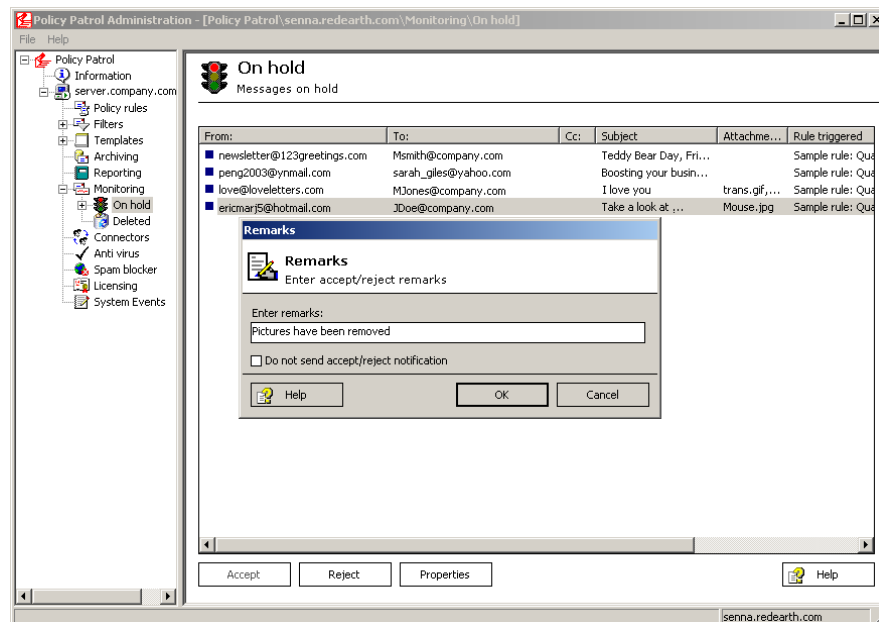 Policy Patrol Administration - [Policy Patrol\senna.redearth.com\Monitoring\On hold]
File Help
Policy Patrol
Information
server.company.com
Policy rules
Filters
Templates
Archiving
Reporting
Monitoring
On hold
Deleted
Connectors
Anti virus
Spam blocker
Licensing
System Events
On hold
Messages on hold
From: To: Cc: Subject Attachme... Rule triggered
newsletter@123greetings.com Msmith@company.com Teddy Bear Day, Fri... Sample rule: Qua
peng2003@ynmail.com sarah_giles@yahoo.com Boosting your busin... Sample rule: Qua
love@loveletters.com MJones@company.com I love you trans.gif,... Sample rule: Qua
ericmarj5@hotmail.com JDoe@company.com Take a look at ... Mouse.jpg Sample rule: Qua
Remarks
Remarks
Enter accept/reject remarks
Enter remarks:
Pictures have been removed
Do not send accept/reject notification
Help OK Cancel
Accept Reject Properties Help
senna.redearth.com